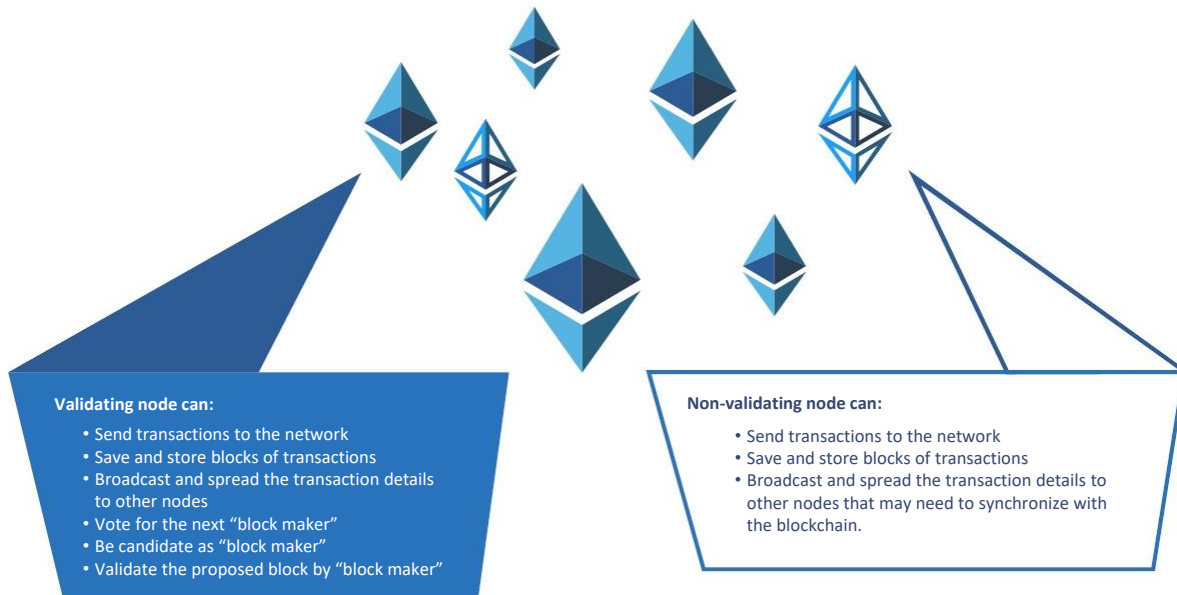 Validating node can:
• Send transactions to the network
• Save and store blocks of transactions
• Broadcast and spread the transaction details
to other nodes
• Vote for the next “block maker”
• Be candidate as “block maker”
• Validate the proposed block by “block maker”
Non-validating node can:
• Send transactions to the network
• Save and store blocks of transactions
• Broadcast and spread the transaction details to
other nodes that may need to synchronize with
the blockchain.